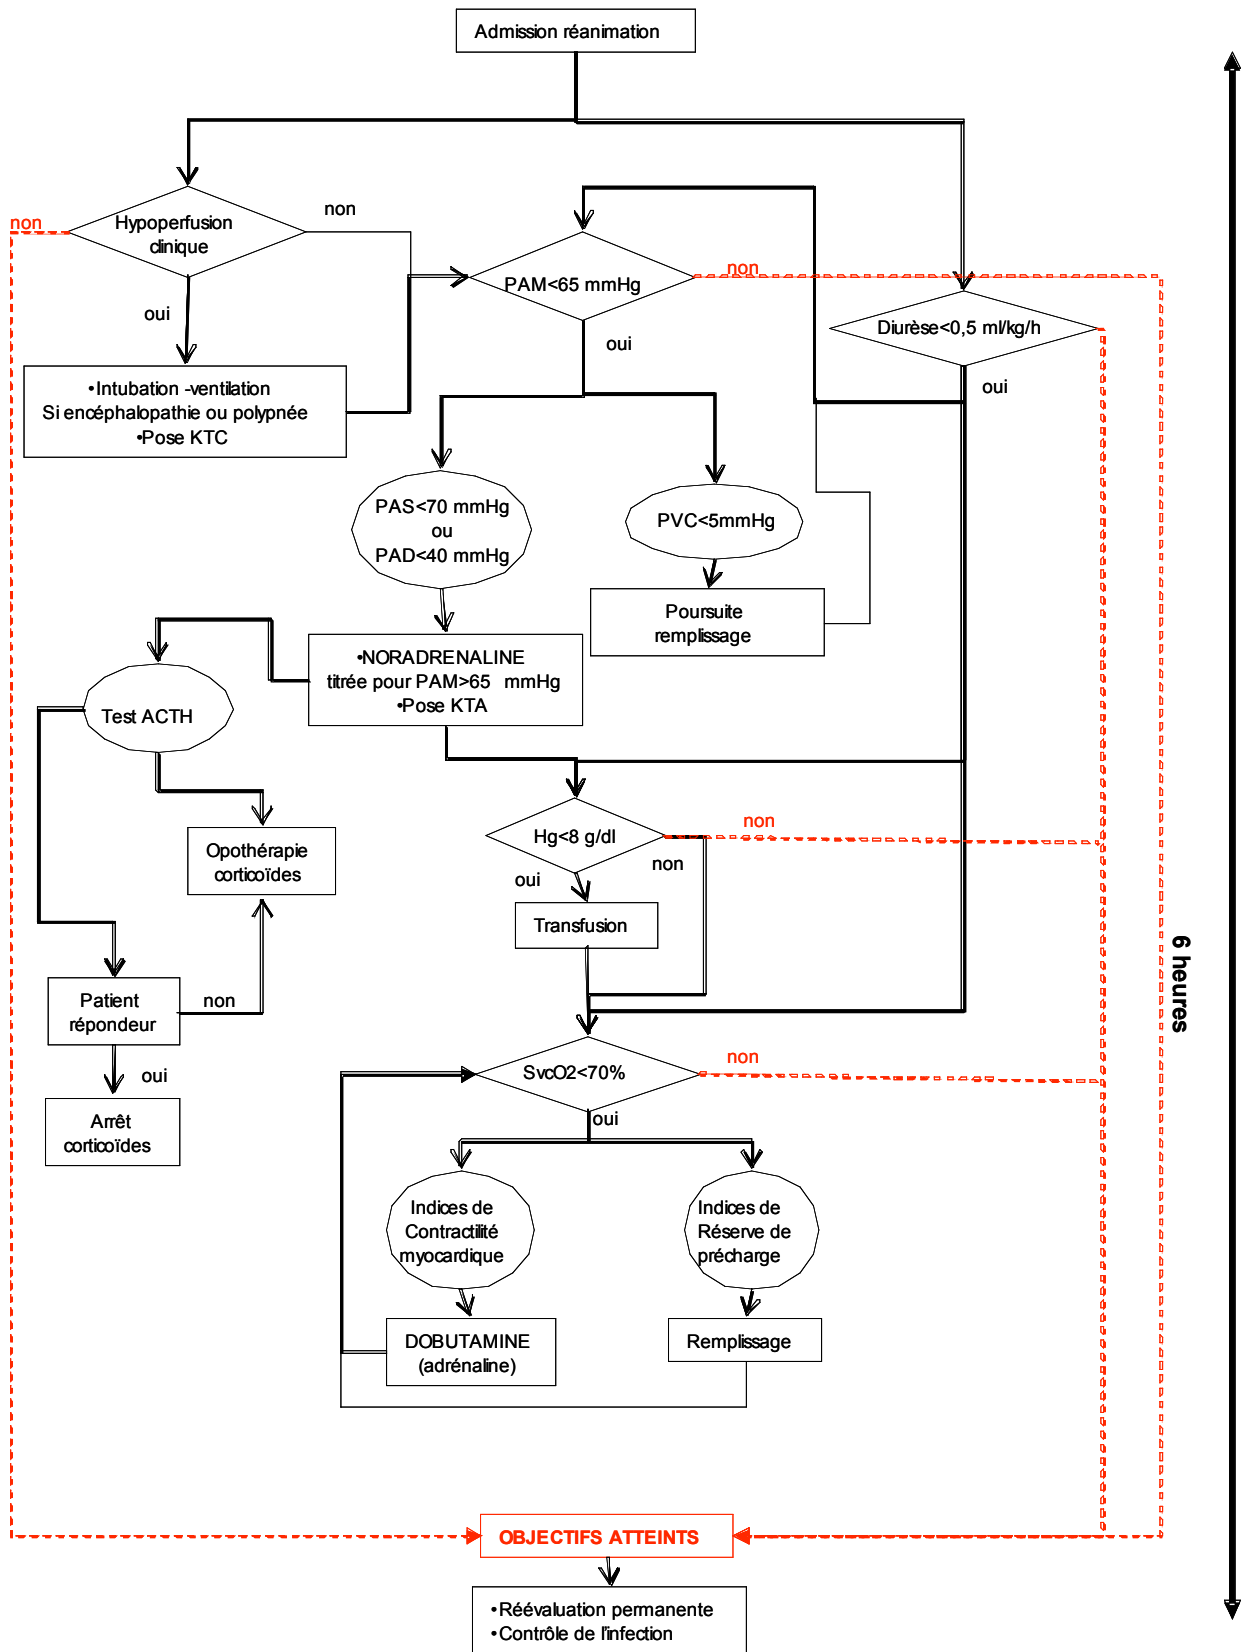 Admission réanimation
non
Hypoperfusion
clinique
non
PAM<65 mmHg
non
Diurèse<0,5 ml/kg/h
oui
oui
oui
•Intubation -ventilation
Si encéphalopathie ou polypnée
•Pose KTC
PAS<70 mmHg
ou
PAD<40 mmHg
PVC<5mmHg
Poursuite
remplissage
•NORADRENALINE
titrée pour PAM>65 mmHg
•Pose KTA
Test ACTH
Hg<8 g/dl
non
non
oui
Opothérapie
corticoïdes
Transfusion
6 heures
Patient
répondeur
non
oui
Arrêt
corticoïdes
SvcO2<70%
non
oui
Indices de
Contractilité
myocardique
Indices de
Réserve de
précharge
DOBUTAMINE
(adrénaline)
Remplissage
OBJECTIFS ATTEINTS
•Réévaluation permanente
•Contrôle de l'infection